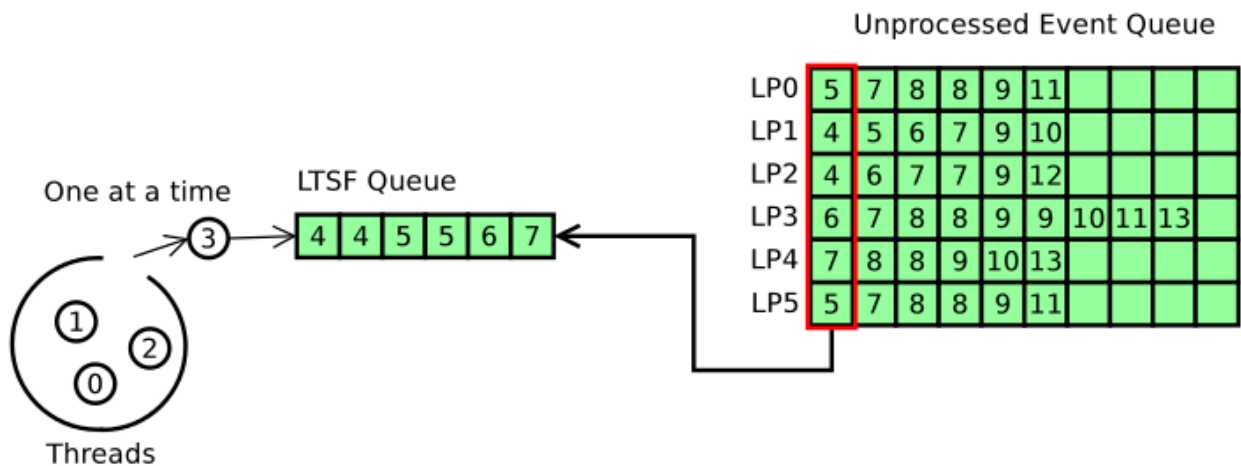 Unprocessed Event Queue
LP0 5 7 8 8 9 11
LP1 4 5 6 7 9 10
LP2 4 6 7 7 9 12
LP3 6 7 8 8 9 9 10 11 13
LP4 7 8 8 9 10 13
LP5 5 7 8 8 9 11
One at a time
LTSF Queue
3
4 4 5 5 6 7
1
2
0
Threads